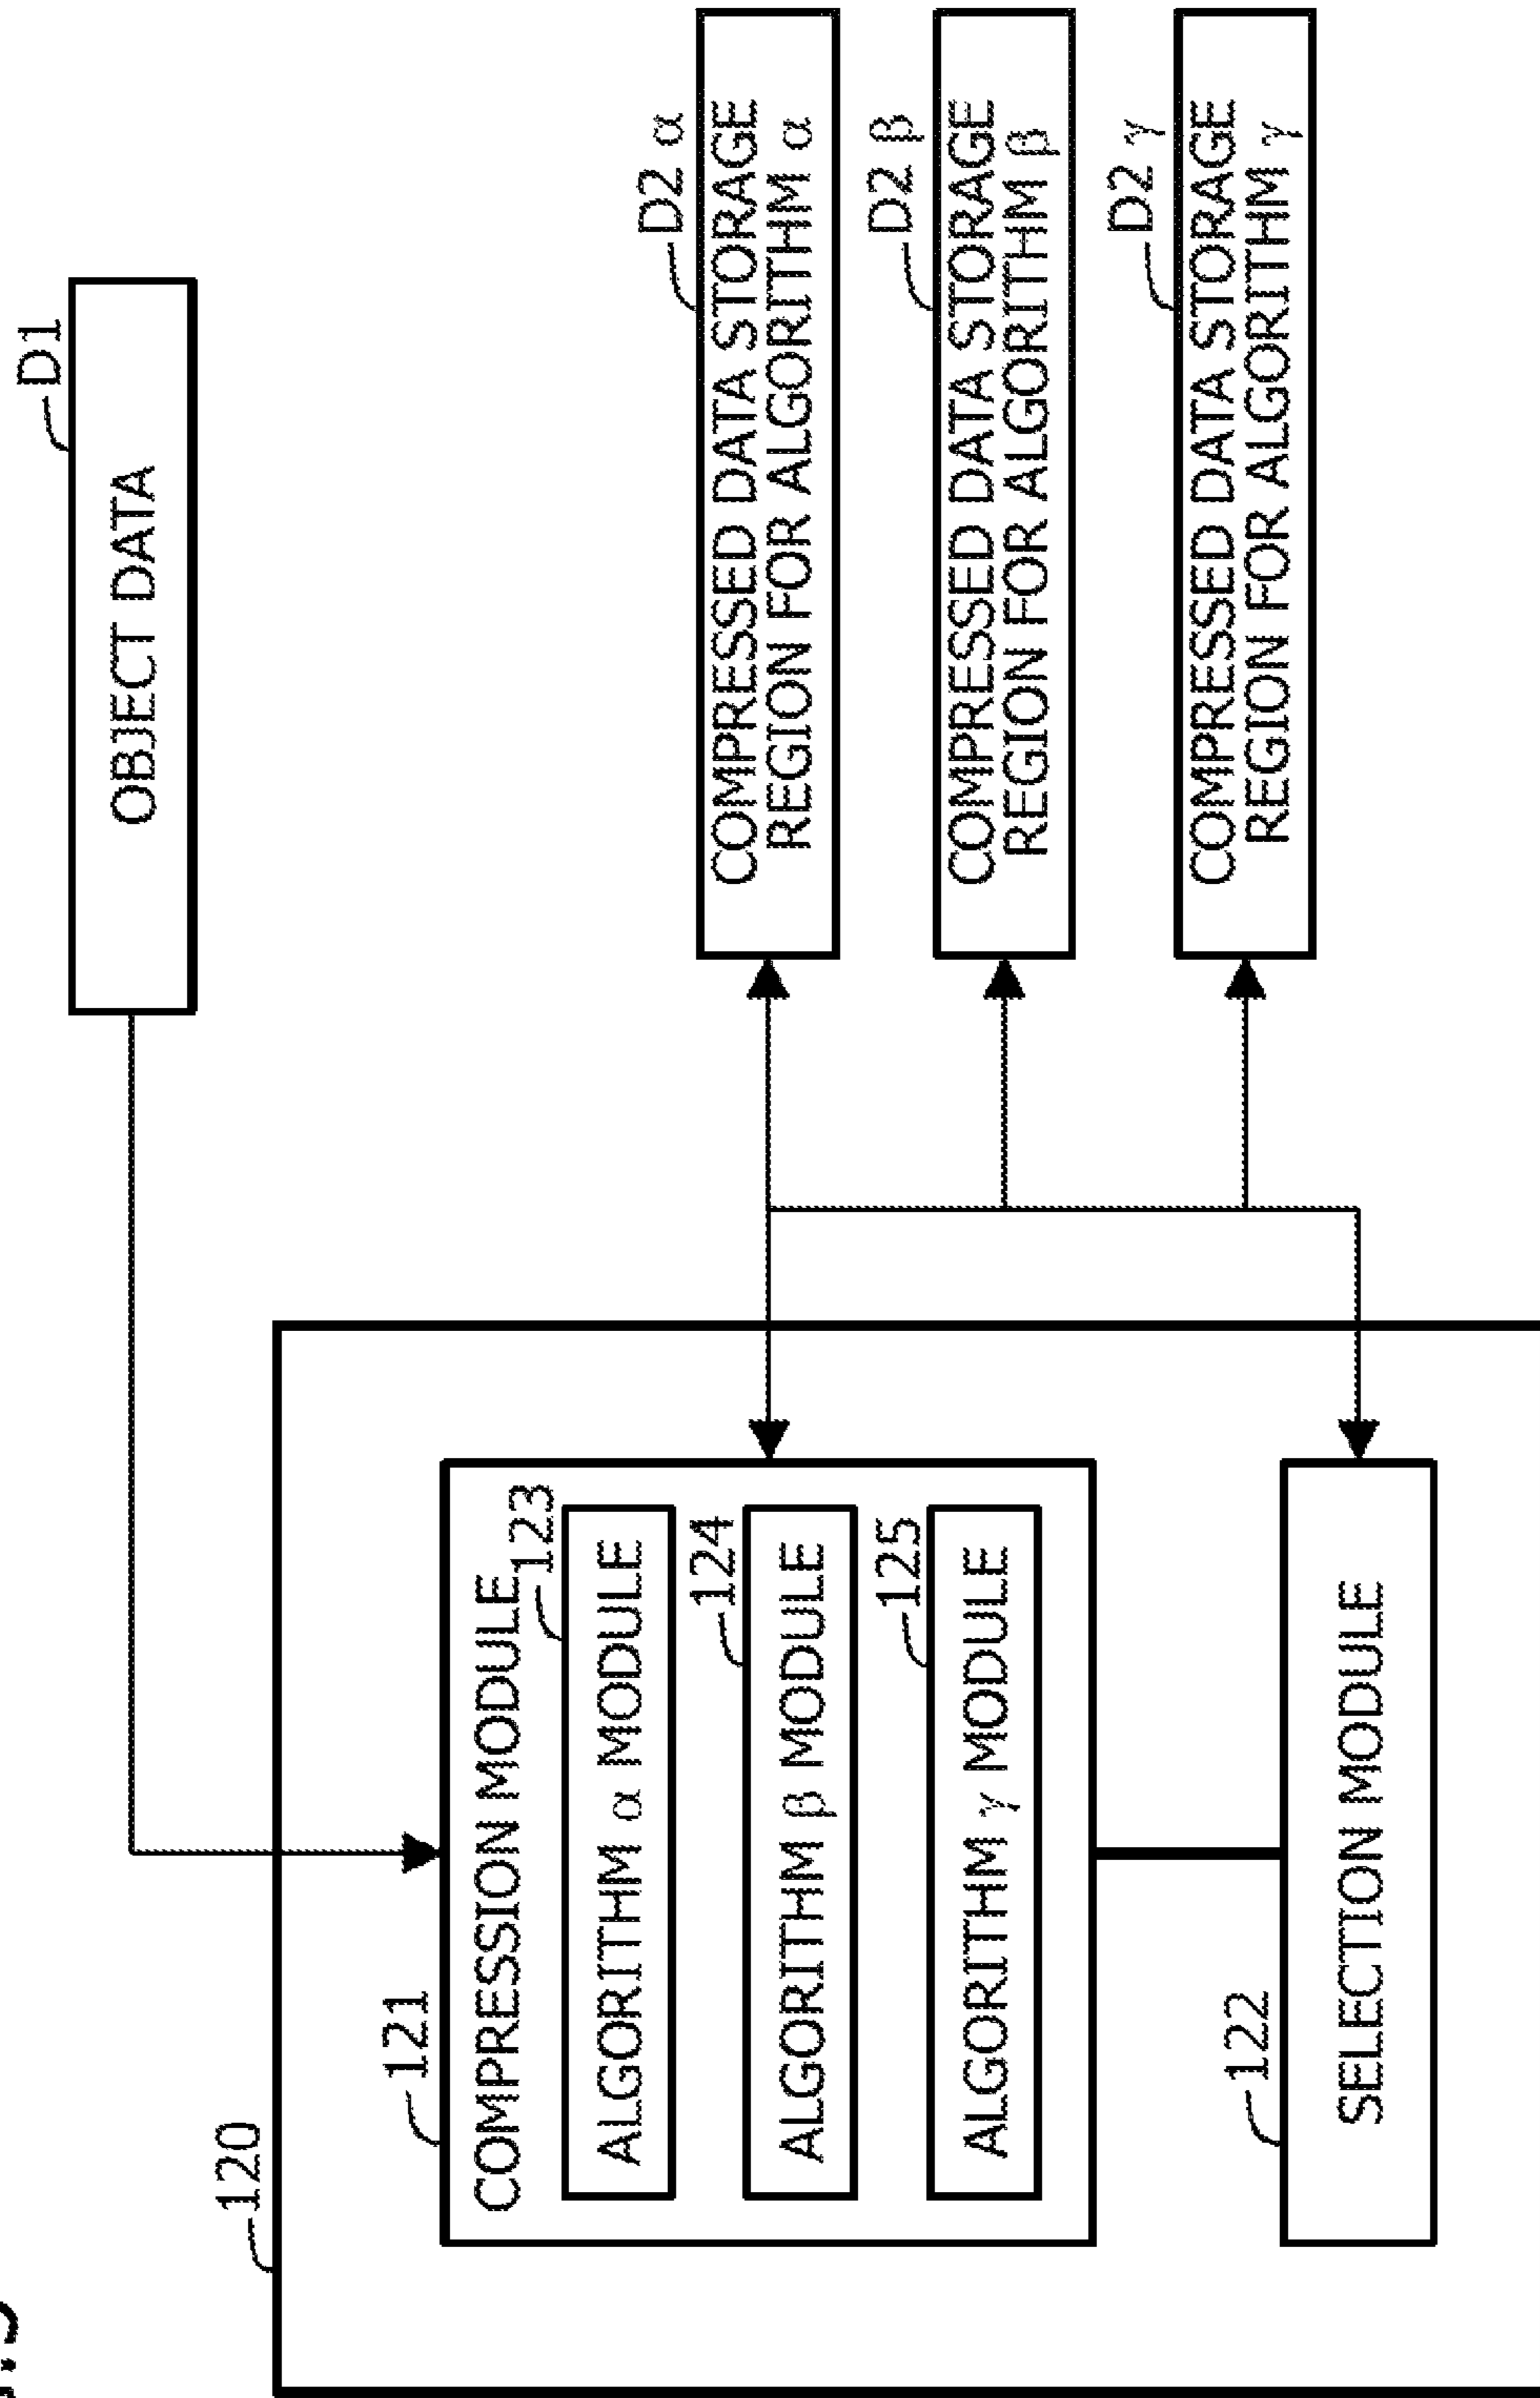 D1
OBJECT DATA
120
121
COMPRESSION MODULE
123
ALGORITHM α MODULE
124
ALGORITHM β MODULE
125
ALGORITHM γ MODULE
122
SELECTION MODULE
D2 α
COMPRESSED DATA STORAGE
REGION FOR ALGORITHM α
D2 β
COMPRESSED DATA STORAGE
REGION FOR ALGORITHM β
D2 γ
COMPRESSED DATA STORAGE
REGION FOR ALGORITHM γ